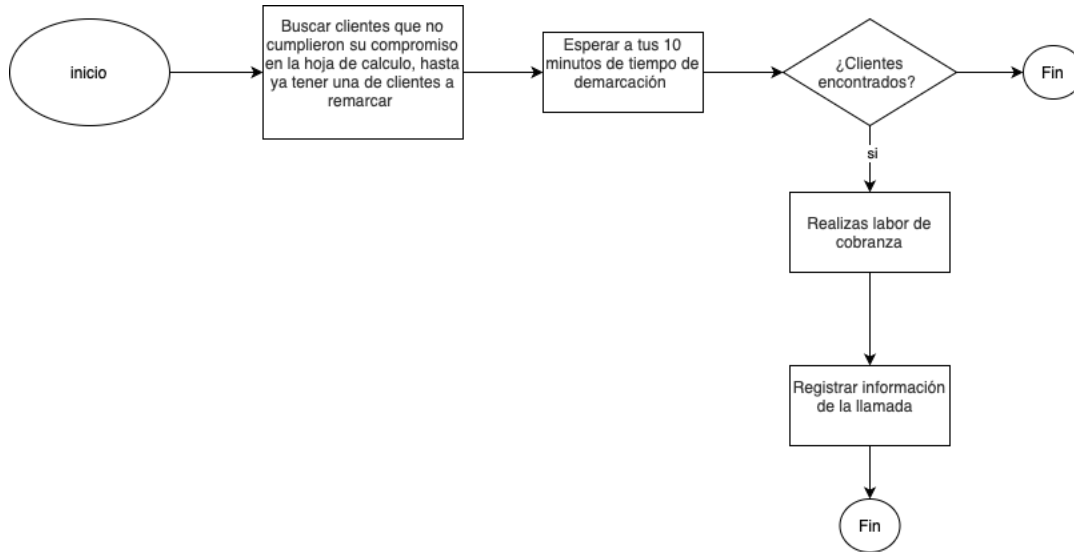 inicio
Buscar clientes que no
cumplieron su compromiso
en la hoja de calculo, hasta
ya tener una de clientes a
remarcar
Esperar a tus 10
minutos de tiempo de
demarcación
¿Clientes
encontrados?
Fin
si
Realizas labor de
cobranza
Registrar información
de la llamada
Fin